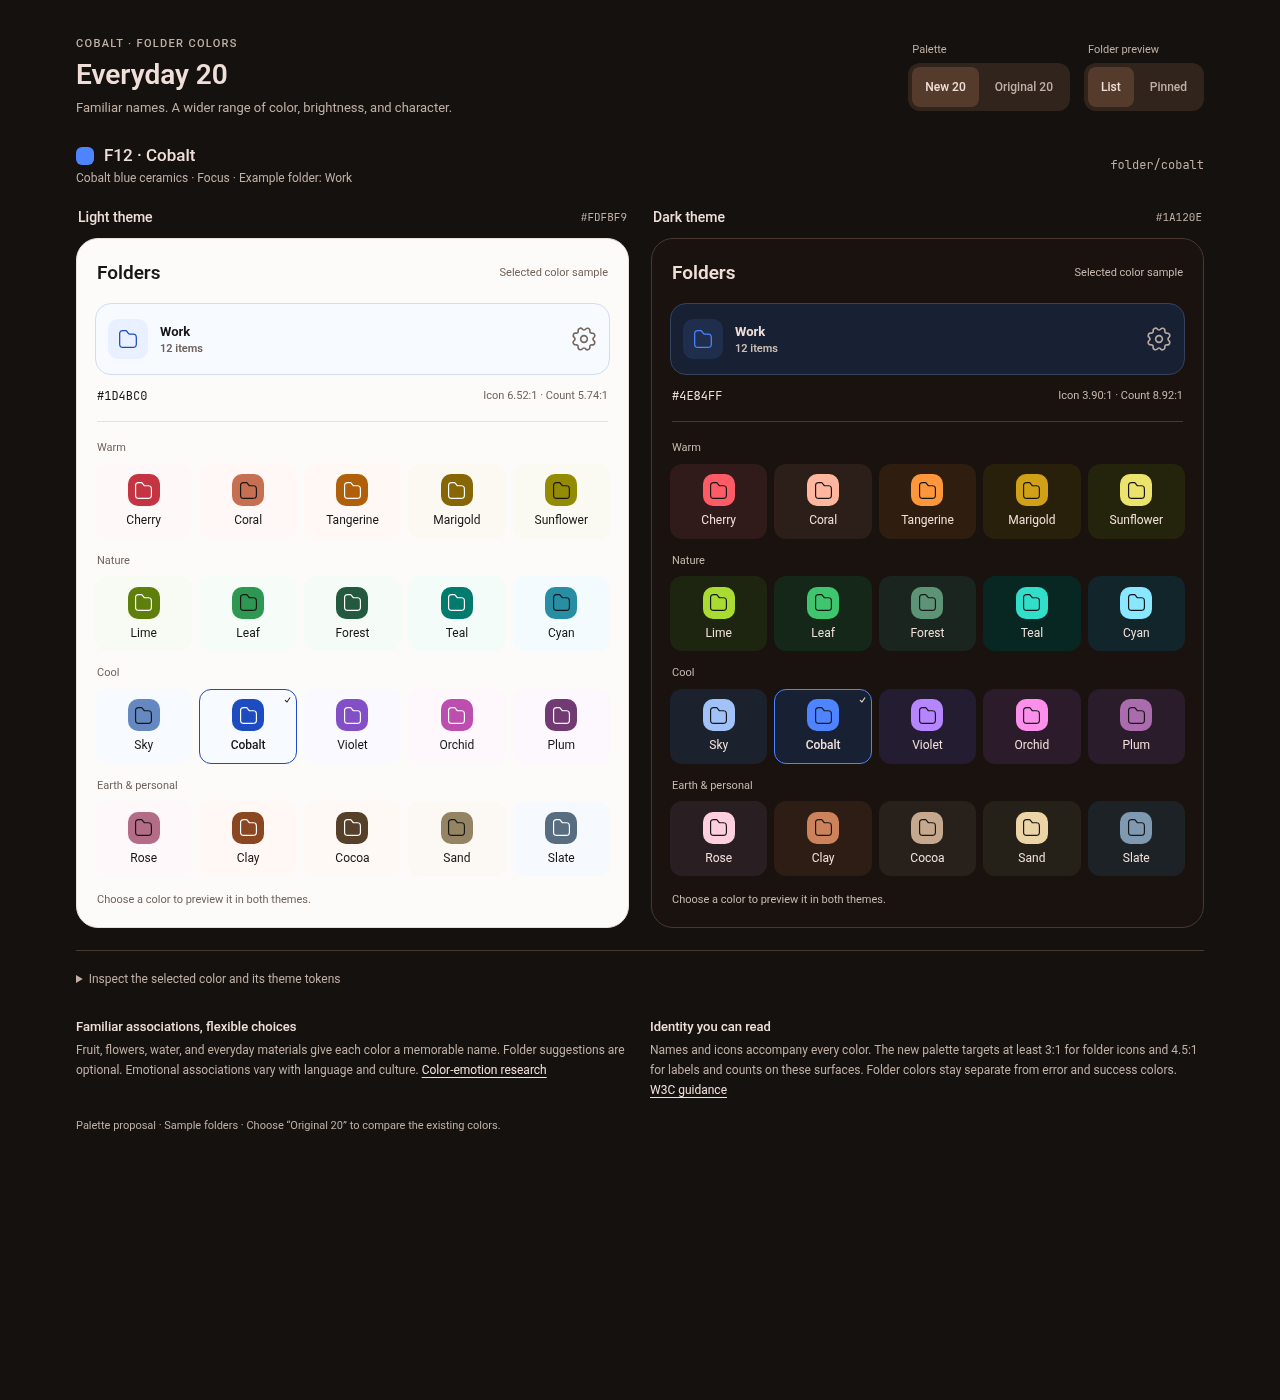 COBALT · FOLDER COLORS
Everyday 20
Familiar names. A wider range of color, brightness, and character.
Palette
New 20 Original 20
Folder preview
List Pinned
F12 · Cobalt
Cobalt blue ceramics · Focus · Example folder: Work
folder/cobalt
Light theme #FDFBF9
Folders Selected color sample
Work
12 items
#1D4BC0 Icon 6.52:1 · Count 5.74:1
Warm
Cherry Coral Tangerine Marigold Sunflower
Nature
Lime Leaf Forest Teal Cyan
Cool
Sky Cobalt Violet Orchid Plum
Earth & personal
Rose Clay Cocoa Sand Slate
Choose a color to preview it in both themes.
Dark theme #1A120E
Folders Selected color sample
Work
12 items
#4E84FF Icon 3.90:1 · Count 8.92:1
Warm
Cherry Coral Tangerine Marigold Sunflower
Nature
Lime Leaf Forest Teal Cyan
Cool
Sky Cobalt Violet Orchid Plum
Earth & personal
Rose Clay Cocoa Sand Slate
Choose a color to preview it in both themes.
Inspect the selected color and its theme tokens
Familiar associations, flexible choices
Fruit, flowers, water, and everyday materials give each color a memorable name. Folder suggestions are
optional. Emotional associations vary with language and culture. Color-emotion research
Identity you can read
Names and icons accompany every color. The new palette targets at least 3:1 for folder icons and 4.5:1
for labels and counts on these surfaces. Folder colors stay separate from error and success colors.
W3C guidance
Palette proposal · Sample folders · Choose “Original 20” to compare the existing colors.